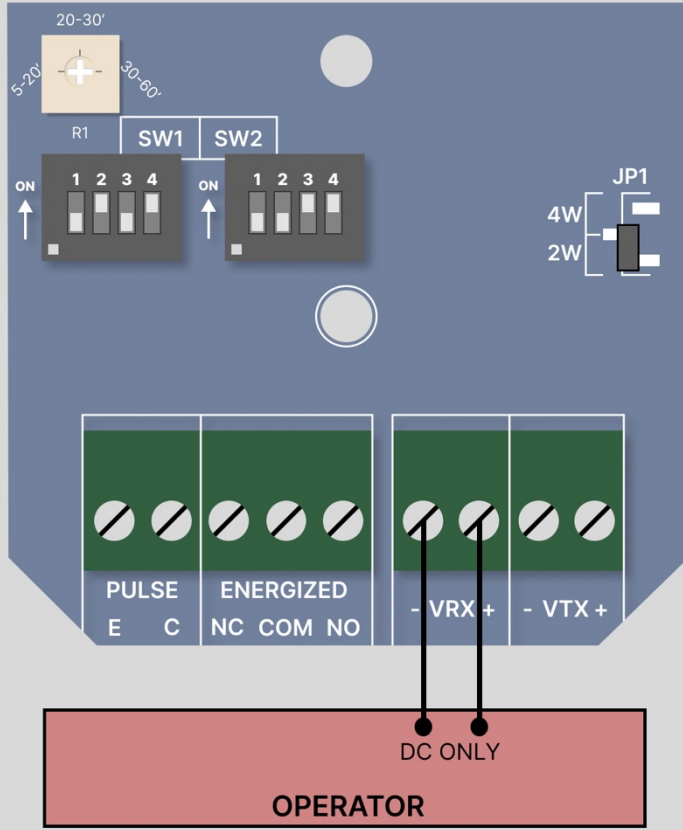 20-30'
5-20'
30-60'
R1
SW1 SW2
ON 1 2 3 4
ON 1 2 3 4
JP1
4W
2W
PULSE ENERGIZED
- VRX + - VTX +
E C NC COM NO
DC ONLY
OPERATOR